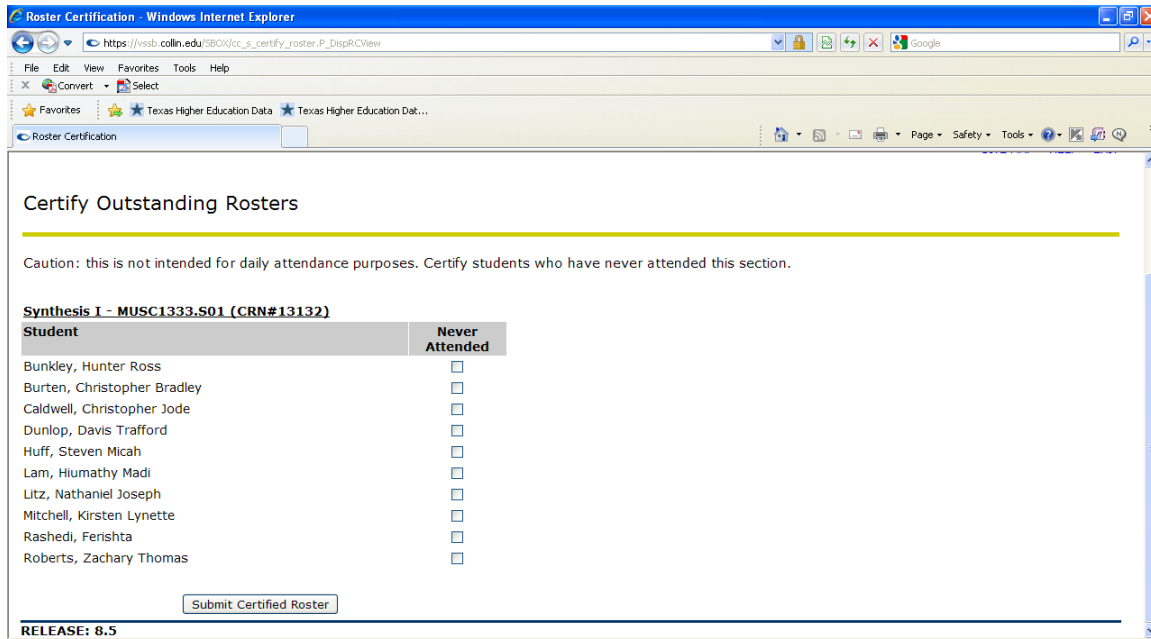 Roster Certification - Windows Internet Explorer
https://vssb.collin.edu/SBOX/cc_s_certify_roster.P_DispRCView
Google
File Edit View Favorites Tools Help
X Convert Select
Favorites Texas Higher Education Data Texas Higher Education Dat...
Roster Certification
Page Safety Tools
Certify Outstanding Rosters
Caution: this is not intended for daily attendance purposes. Certify students who have never attended this section.
Synthesis I - MUSC1333.S01 (CRN#13132)
Student Never
Attended
Bunkley, Hunter Ross
Burten, Christopher Bradley
Caldwell, Christopher Jode
Dunlop, Davis Trafford
Huff, Steven Micah
Lam, Hiumathy Madi
Litz, Nathaniel Joseph
Mitchell, Kirsten Lynette
Rashedi, Ferishta
Roberts, Zachary Thomas
Submit Certified Roster
RELEASE: 8.5